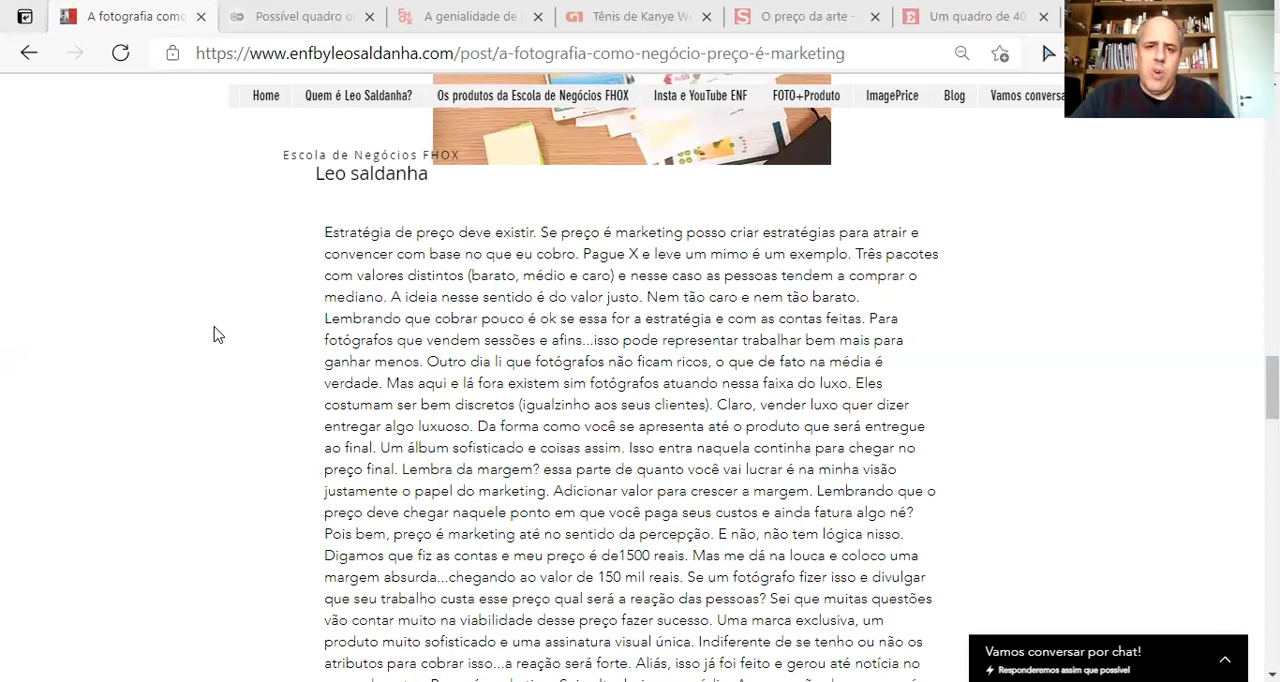 A fotografia como
Possível quadro
A genialidade de
Tênis de Kanye W
O preço da arte -
Um quadro de 40
https://www.enfbyleosaldanha.com/post/a-fotografia-como-negócio-preço-é-marketing
Home Quem é Leo Saldanha? Os produtos da Escola de Negócios FHOX Insta e YouTube ENF FOTO+Produto ImagePrice Blog Vamos conversa
Escola de Negócios FHOX
Leo saldanha
Estratégia de preço deve existir. Se preço é marketing posso criar estratégias para atrair e
convencer com base no que eu cobro. Pague X e leve um mimo é um exemplo. Três pacotes
com valores distintos (barato, médio e caro) e nesse caso as pessoas tendem a comprar o
mediano. A ideia nesse sentido é do valor justo. Nem tão caro e nem tão barato.
Lembrando que cobrar pouco é ok se essa for a estratégia e com as contas feitas. Para
fotógrafos que vendem sessões e afins...isso pode representar trabalhar bem mais para
ganhar menos. Outro dia li que fotógrafos não ficam ricos, o que de fato na média é
verdade. Mas aqui e lá fora existem sim fotógrafos atuando nessa faixa do luxo. Eles
costumam ser bem discretos (igualzinho aos seus clientes). Claro, vender luxo quer dizer
entregar algo luxuoso. Da forma como você se apresenta até o produto que será entregue
ao final. Um álbum sofisticado e coisas assim. Isso entra naquela continha para chegar no
preço final. Lembra da margem? essa parte de quanto você vai lucrar é na minha visão
justamente o papel do marketing. Adicionar valor para crescer a margem. Lembrando que o
preço deve chegar naquele ponto em que você paga seus custos e ainda fatura algo né?
Pois bem, preço é marketing até no sentido da percepção. E não, não tem lógica nisso.
Digamos que fiz as contas e meu preço é de1500 reais. Mas me dá na louca e coloco uma
margem absurda...chegando ao valor de 150 mil reais. Se um fotógrafo fizer isso e divulgar
que seu trabalho custa esse preço qual será a reação das pessoas? Sei que muitas questões
vão contar muito na viabilidade desse preço fazer sucesso. Uma marca exclusiva, um
produto muito sofisticado e uma assinatura visual única. Indiferente de se tenho ou não os
atributos para cobrar isso...a reação será forte. Aliás, isso já foi feito e gerou até notícia no
Vamos conversar por chat!
Responderemos assim que possível